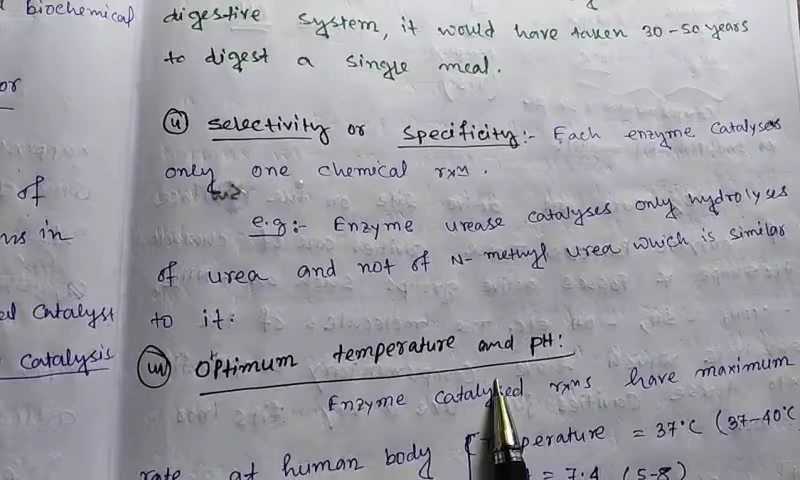 biochemical digestive system, it would have taken 30-50 years
to digest a single meal.
or
(ii) Selectivity or Specificity:- Each enzyme catalyses
only one chemical rxn.
of
ns in
e.g:- Enzyme urease catalyses only hydrolyses
of urea and not of N-methyl urea which is similar
to it:
ed catalyst
catalysis
(iii) Optimum temperature and pH:
Enzyme catalysed rxns have maximum
rate at human body = 37°C (37-40°C
= 7.4 (5-8)